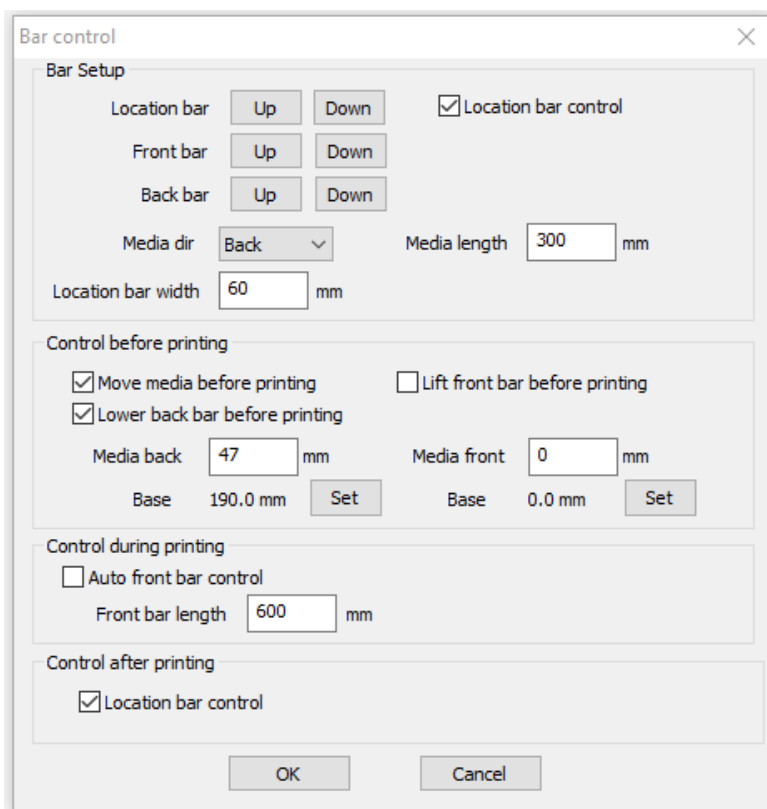 Bar control
Bar Setup
Location bar Up Down Location bar control
Front bar Up Down
Back bar Up Down
Media dir Back Media length 300 mm
Location bar width 60 mm
Control before printing
Move media before printing Lift front bar before printing
Lower back bar before printing
Media back 47 mm Media front 0 mm
Base 190.0 mm Set Base 0.0 mm Set
Control during printing
Auto front bar control
Front bar length 600 mm
Control after printing
Location bar control
OK Cancel